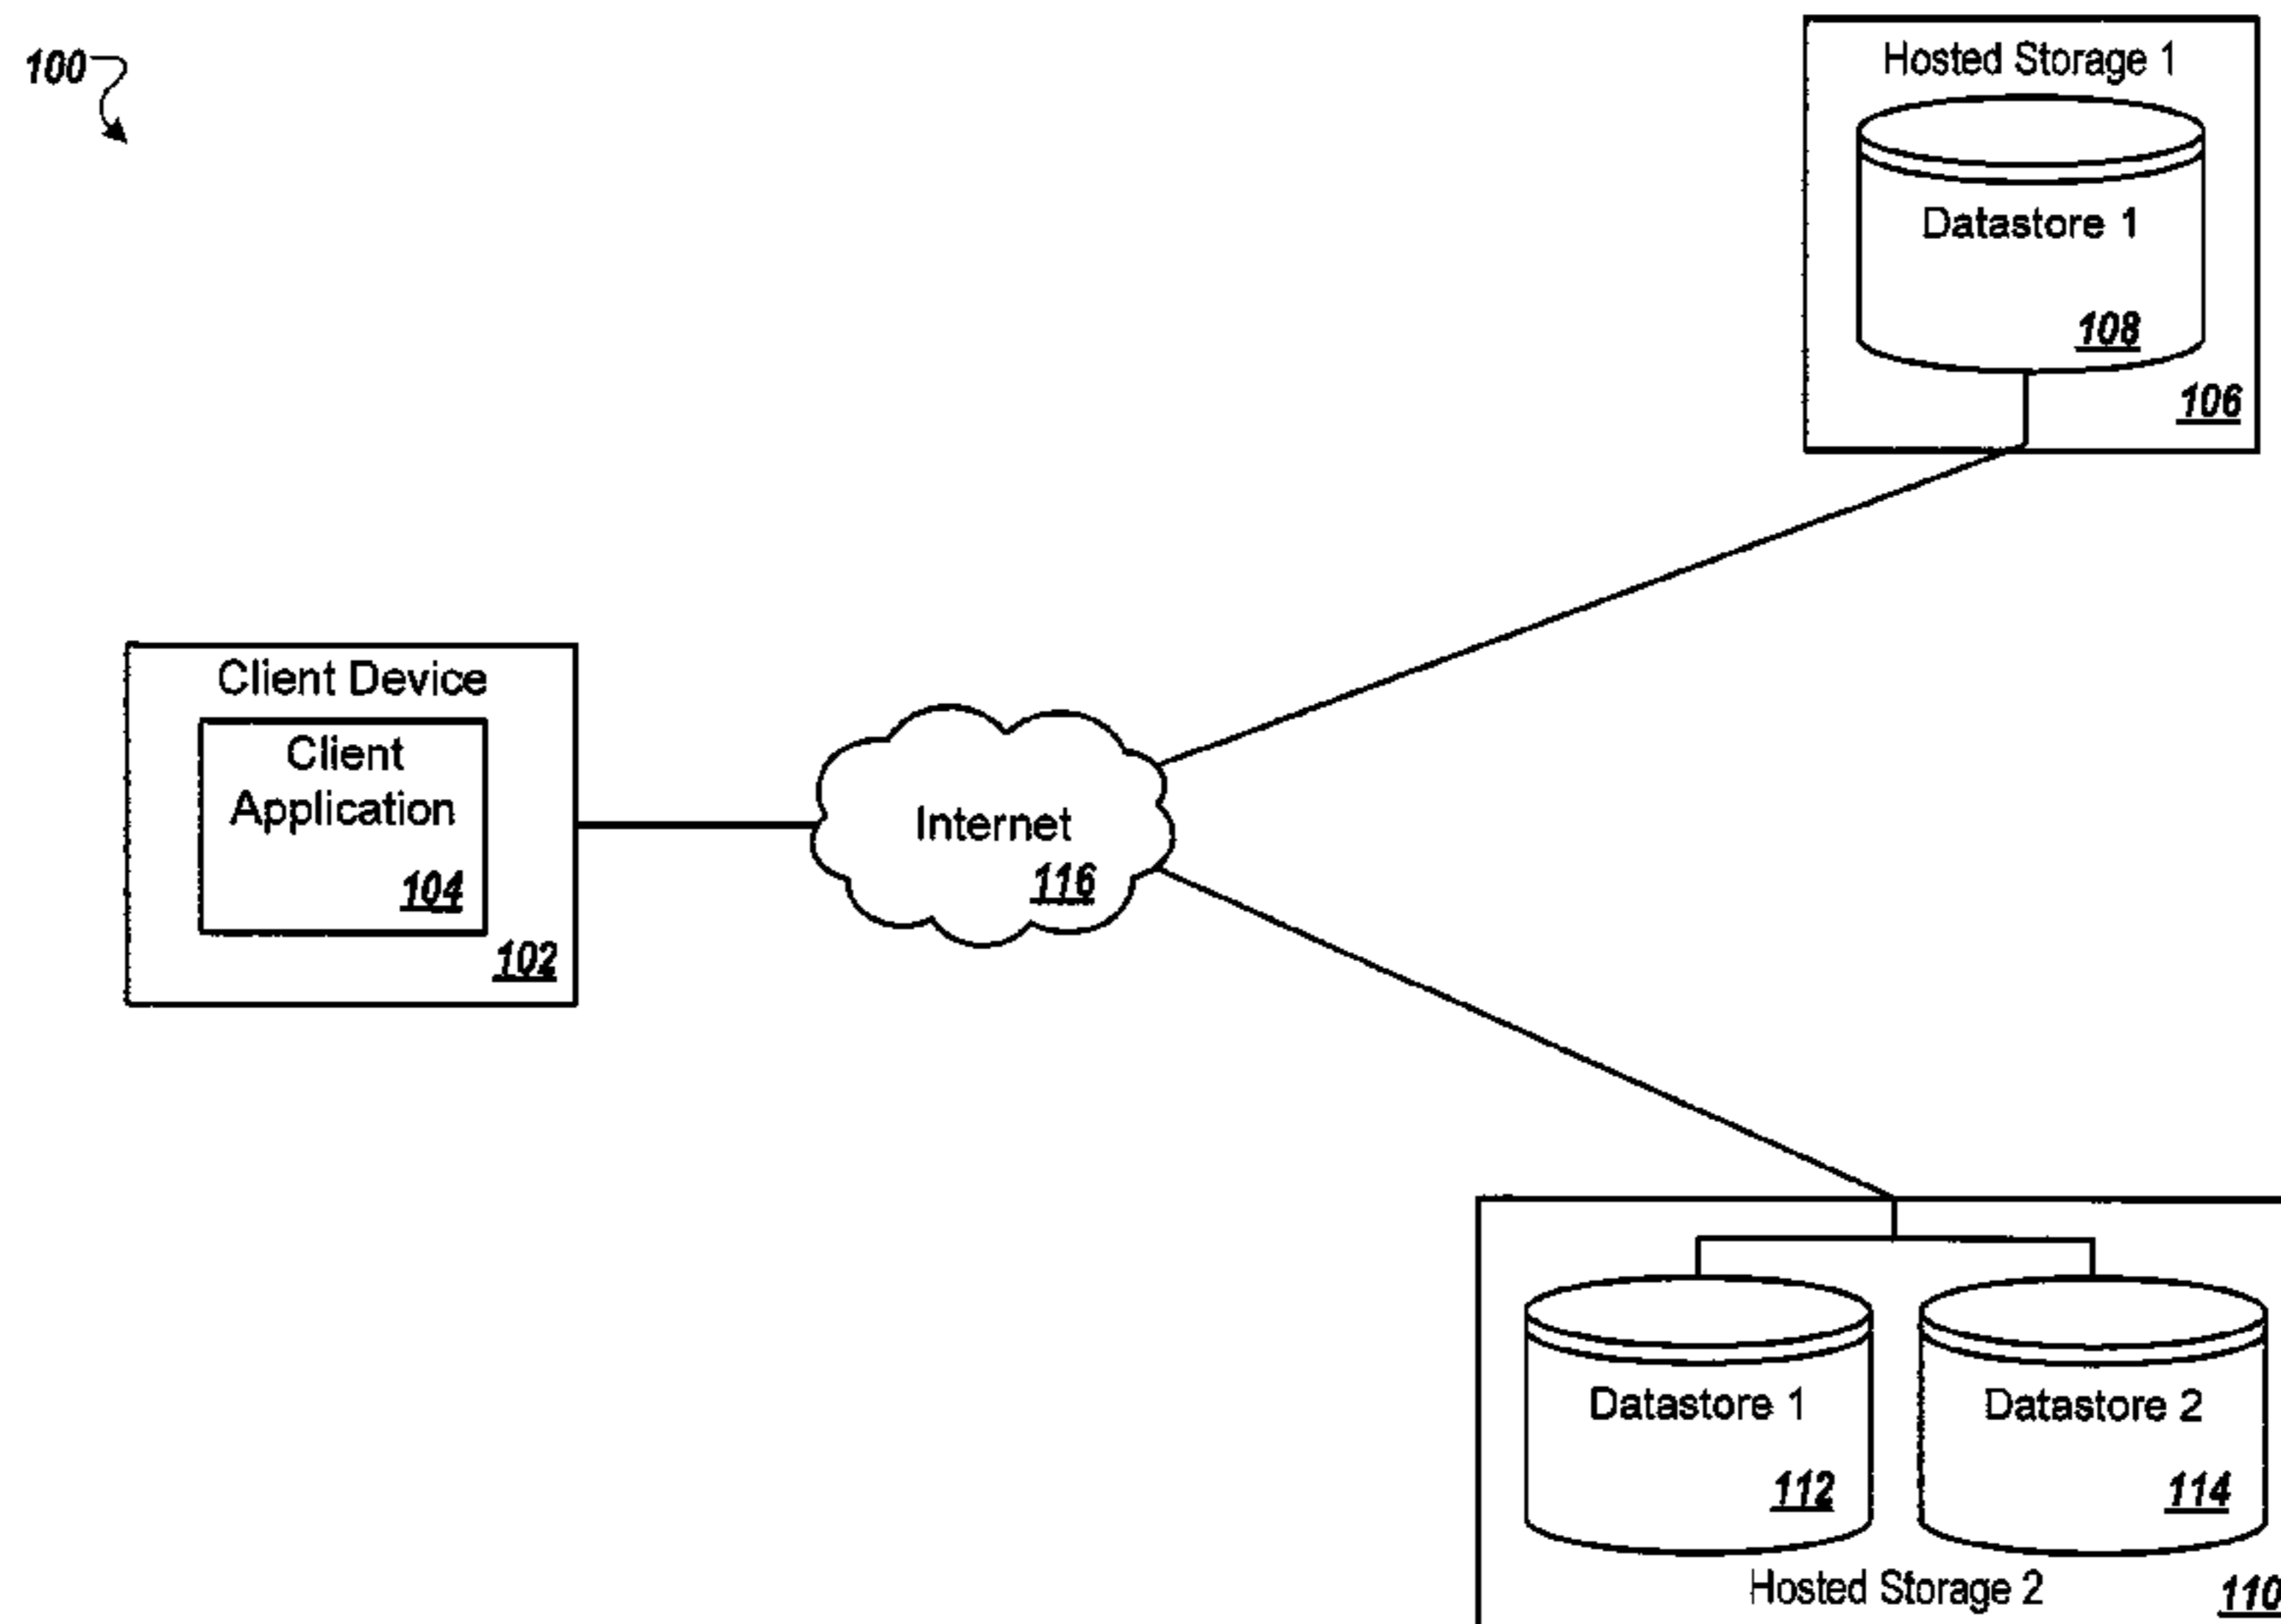 100
Hosted Storage 1
Datastore 1
108
106
Client Device
Client
Application
104
102
Internet
116
Datastore 1
112
Datastore 2
114
Hosted Storage 2
110